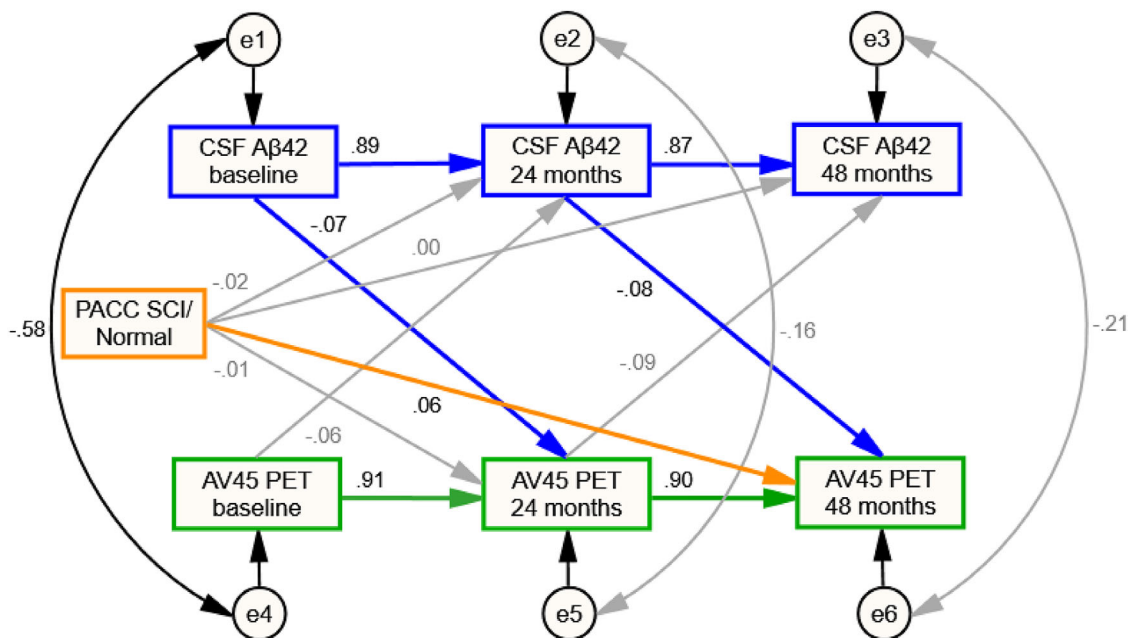 e1
e2
e3
CSF Aβ42
baseline
.89
CSF Aβ42
24 months
.87
CSF Aβ42
48 months
-.07
.00
-.02
-.08
PACC SCI/
Normal
-.58
-.16
-.21
-.01
-.09
.06
-.06
AV45 PET
baseline
.91
AV45 PET
24 months
.90
AV45 PET
48 months
e4
e5
e6